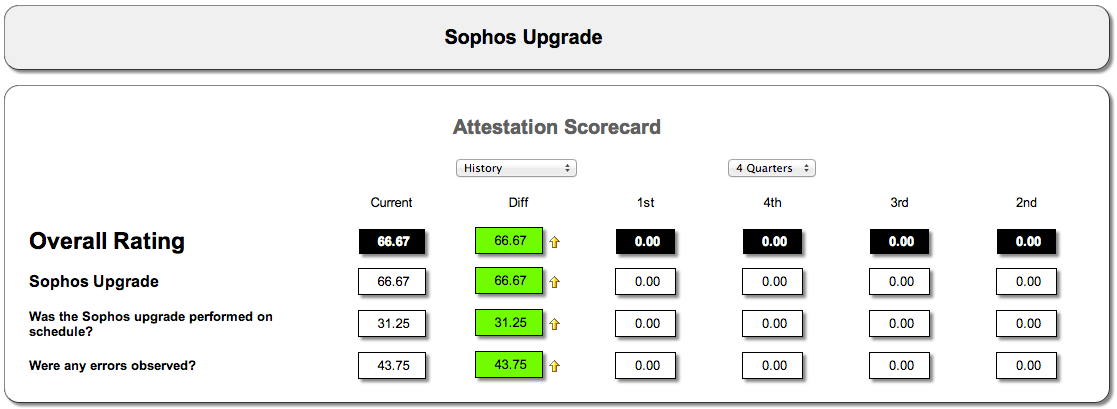 Sophos Upgrade
Attestation Scorecard
History 4 Quarters
Current Diff 1st 4th 3rd 2nd
Overall Rating 66.67 66.67 0.00 0.00 0.00 0.00
Sophos Upgrade 66.67 66.67 0.00 0.00 0.00 0.00
Was the Sophos upgrade performed on
schedule? 31.25 31.25 0.00 0.00 0.00 0.00
Were any errors observed? 43.75 43.75 0.00 0.00 0.00 0.00